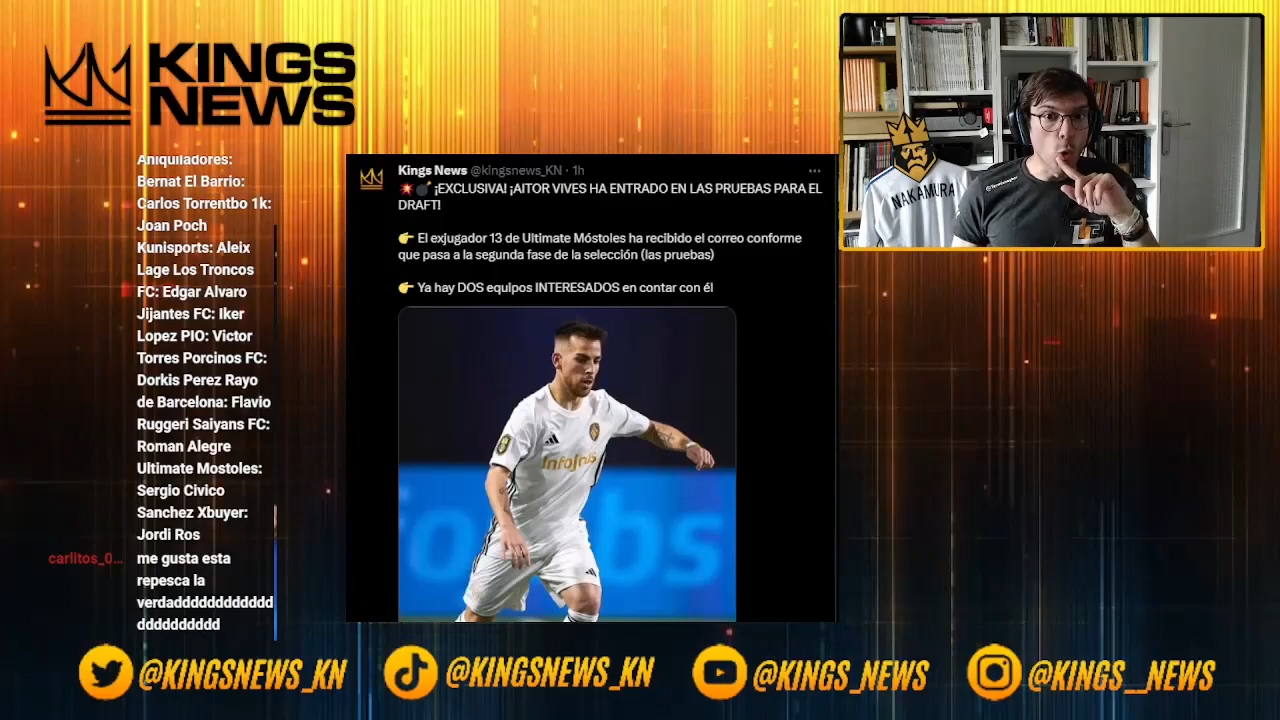 KINGS
NEWS
Aniquiladores:
Bernat El Barrio:
Carlos Torrentbo 1k:
Joan Poch
Kunisports: Aleix
Lage Los Troncos
FC: Edgar Alvaro
Jijantes FC: Iker
Lopez PIO: Victor
Torres Porcinos FC:
Dorkis Perez Rayo
de Barcelona: Flavio
Ruggeri Saiyans FC:
Roman Alegre
Ultimate Mostoles:
Sergio Civico
Sanchez Xbuyer:
Jordi Ros
carlitos_0... me gusta esta
repesca la
verdaddddddddddd
dddddddddd
Kings News @kingsnews_KN · 1h
💥💣 ¡EXCLUSIVA! ¡AITOR VIVES HA ENTRADO EN LAS PRUEBAS PARA EL
DRAFT!
👉 El exjugador 13 de Ultimate Móstoles ha recibido el correo conforme
que pasa a la segunda fase de la selección (las pruebas)
👉 Ya hay DOS equipos INTERESADOS en contar con él
InfoJobs
fo
bs
NAKAMURA
@KINGSNEWS_KN
@KINGSNEWS_KN
@KINGS_NEWS
@KINGS__NEWS